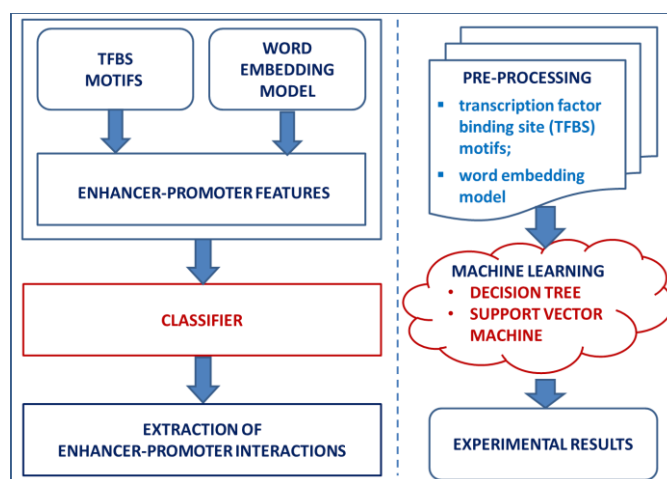 TFBS
MOTIFS
WORD
EMBEDDING
MODEL
ENHANCER-PROMOTER FEATURES
CLASSIFIER
EXTRACTION OF
ENHANCER-PROMOTER INTERACTIONS
PRE-PROCESSING
▪ transcription factor
binding site (TFBS)
motifs;
▪ word embedding
model
MACHINE LEARNING
• DECISION TREE
• SUPPORT VECTOR
MACHINE
EXPERIMENTAL RESULTS